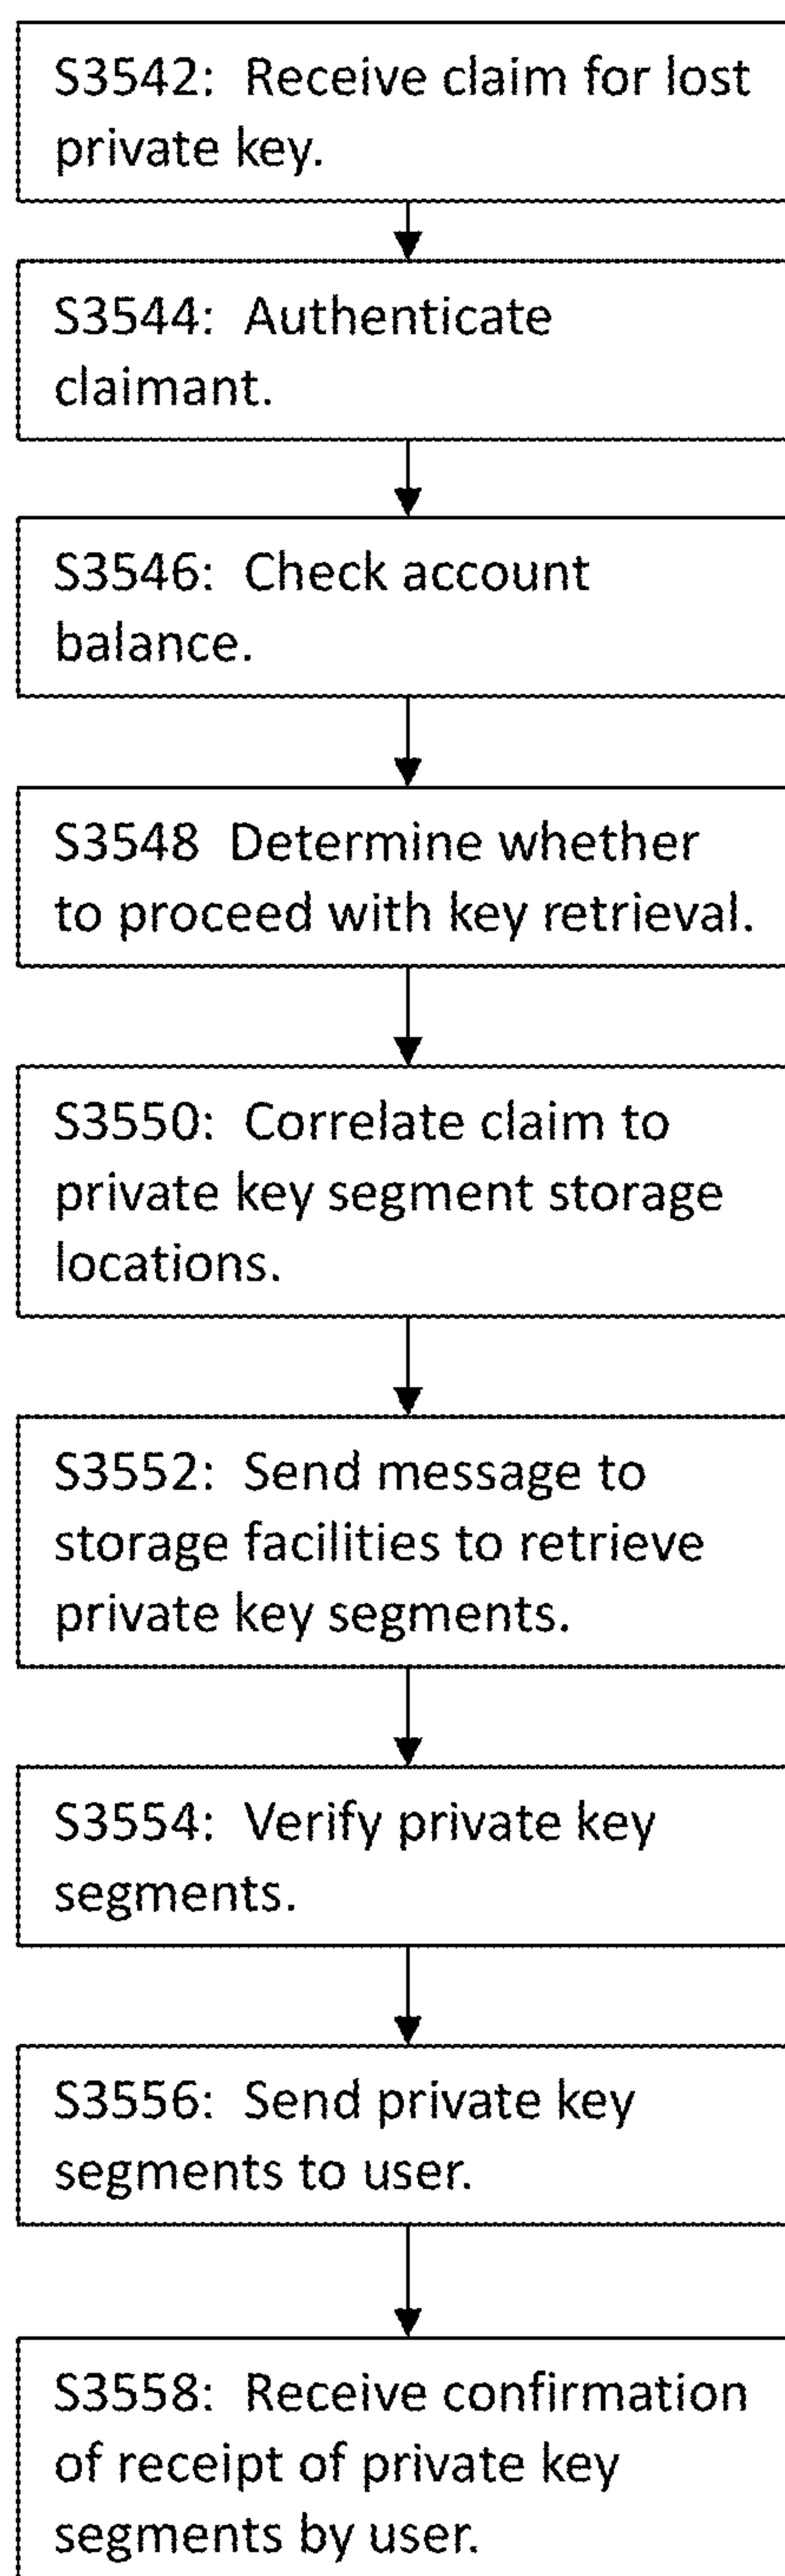 S3542: Receive claim for lost
private key.
S3544: Authenticate
claimant.
S3546: Check account
balance.
S3548 Determine whether
to proceed with key retrieval.
S3550: Correlate claim to
private key segment storage
locations.
S3552: Send message to
storage facilities to retrieve
private key segments.
S3554: Verify private key
segments.
S3556: Send private key
segments to user.
S3558: Receive confirmation
of receipt of private key
segments by user.